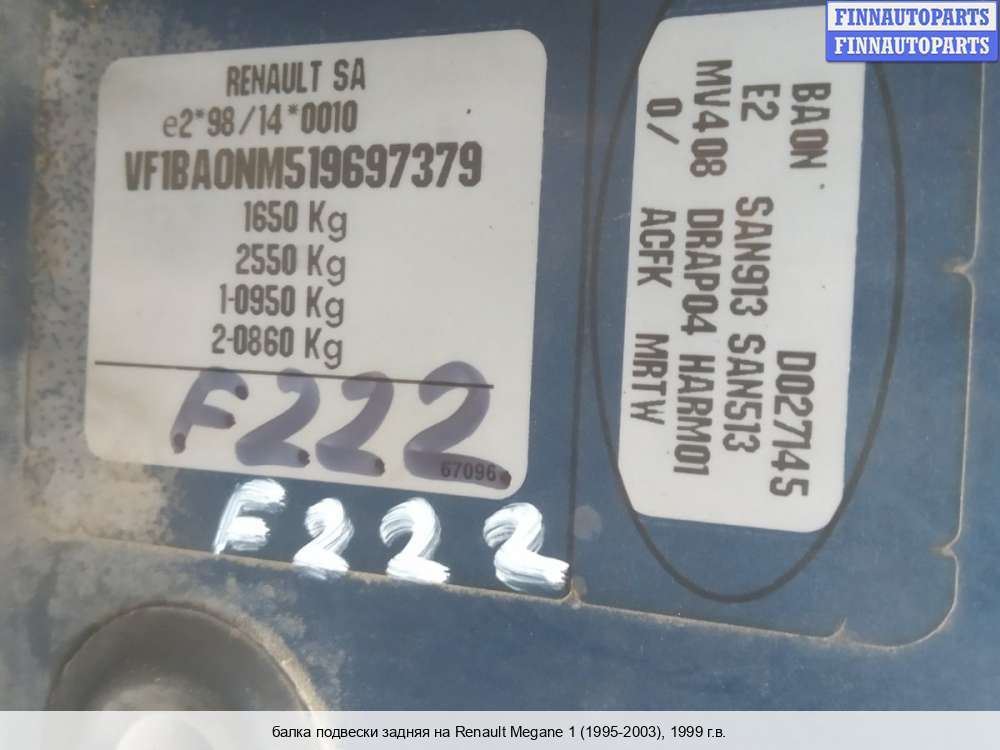 FINNAUTOPARTS
FINNAUTOPARTS
RENAULT SA
e2*98/14*0010
VF1BA0NM519697379
1650 Kg
2550 Kg
1-0950 Kg
2-0860 Kg
F222
67096
F222
BA0N D027145
E2 SAN913 SAN513
MV408 DRAP04 HARM01
0/ ACFK MRTW
балка подвески задняя на Renault Megane 1 (1995-2003), 1999 г.в.